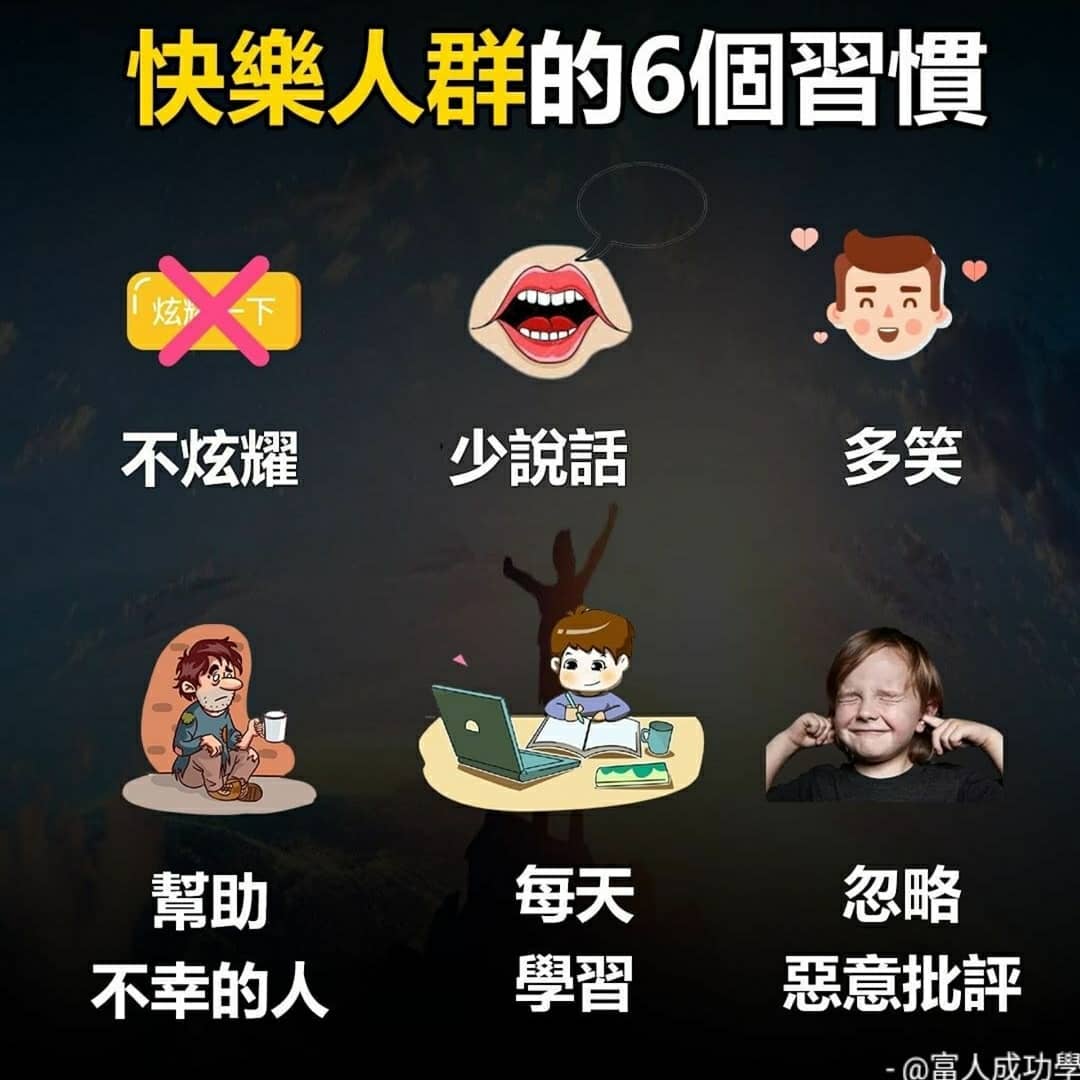 快樂人群的6個習慣
炫耀一下
不炫耀
少說話
多笑
幫助
不幸的人
每天
學習
忽略
惡意批評
- @富人成功學